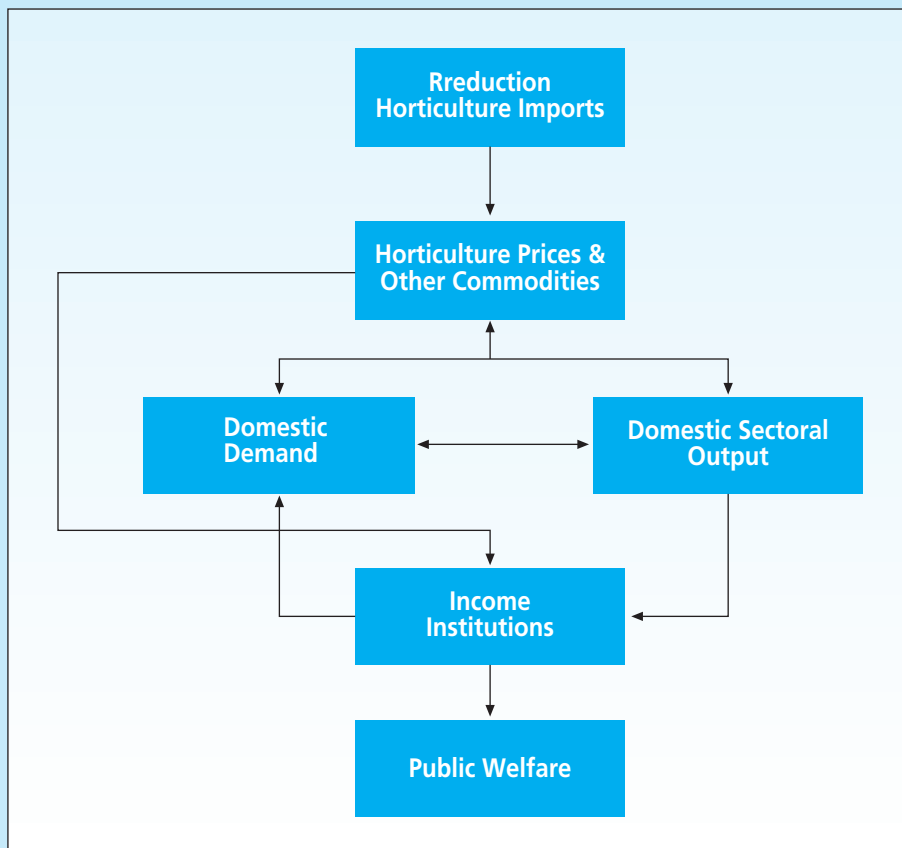 Rreduction
Horticulture Imports
Horticulture Prices &
Other Commodities
Domestic
Demand
Domestic Sectoral
Output
Income
Institutions
Public Welfare